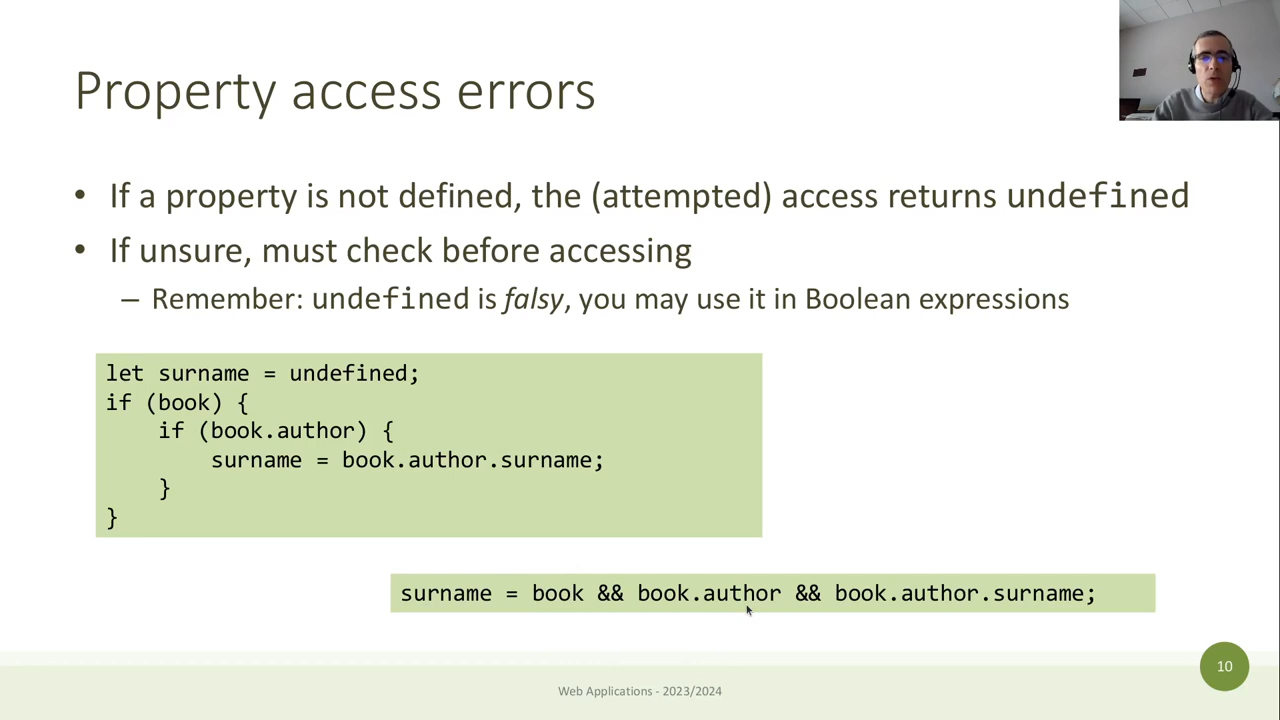 Property access errors
• If a property is not defined, the (attempted) access returns undefined
• If unsure, must check before accessing
– Remember: undefined is falsy, you may use it in Boolean expressions
let surname = undefined;
if (book) {
    if (book.author) {
        surname = book.author.surname;
    }
}
surname = book && book.author && book.author.surname;
10
Web Applications - 2023/2024